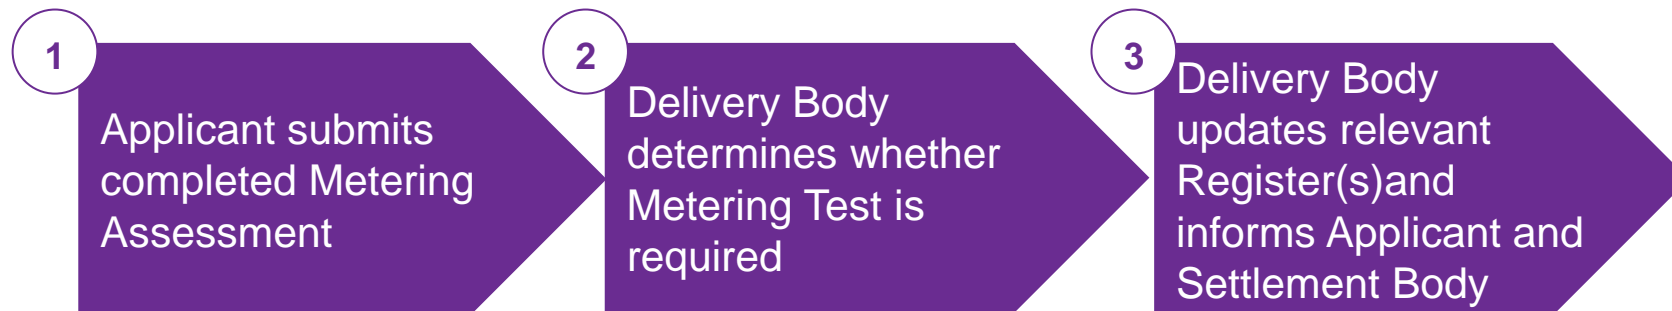 1
Applicant submits
completed Metering
Assessment
2
Delivery Body
determines whether
Metering Test is
required
3
Delivery Body
updates relevant
Register(s)and
informs Applicant and
Settlement Body